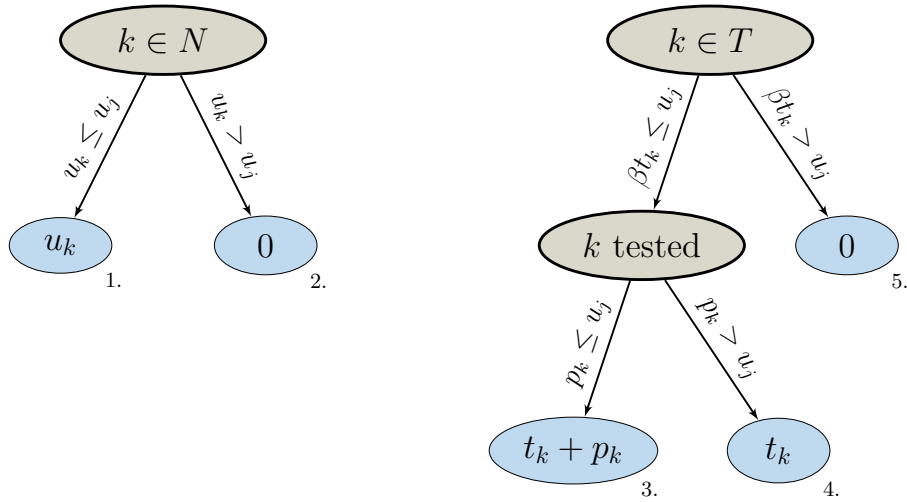 k ∈ N
u_k ≤ u_j
u_k > u_j
u_k
1.
0
2.
k ∈ T
βt_k ≤ u_j
βt_k > u_j
k tested
0
5.
p_k ≤ u_j
p_k > u_j
t_k + p_k
3.
t_k
4.